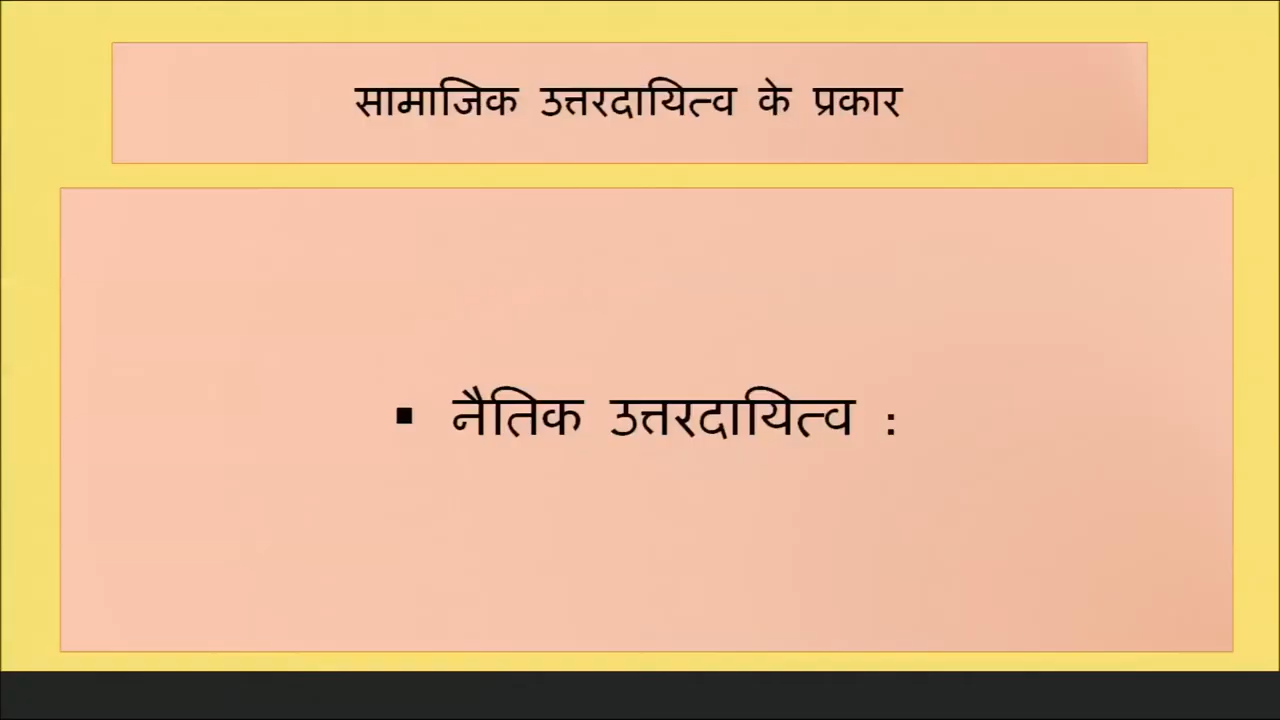 सामाजिक उत्तरदायित्व के प्रकार
▪ नैतिक उत्तरदायित्व :